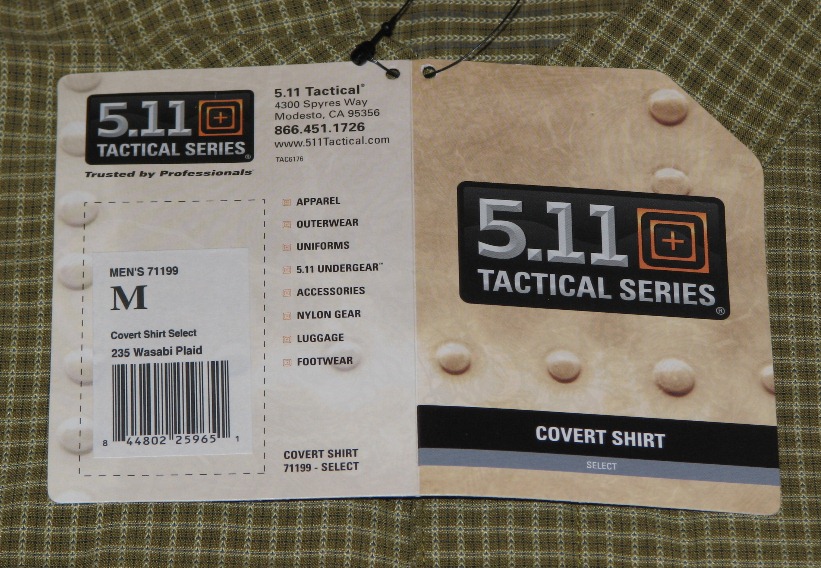 5.11
TACTICAL SERIES®
Trusted by Professionals
5.11 Tactical®
4300 Spyres Way
Modesto, CA 95356
866.451.1726
www.511Tactical.com
TAC6176
MEN'S 71199
M
Covert Shirt Select
235 Wasabi Plaid
8 44802 25965 1
APPAREL
OUTERWEAR
UNIFORMS
5.11 UNDERGEAR™
ACCESSORIES
NYLON GEAR
LUGGAGE
FOOTWEAR
COVERT SHIRT
71199 - SELECT
5.11
TACTICAL SERIES®
COVERT SHIRT
SELECT